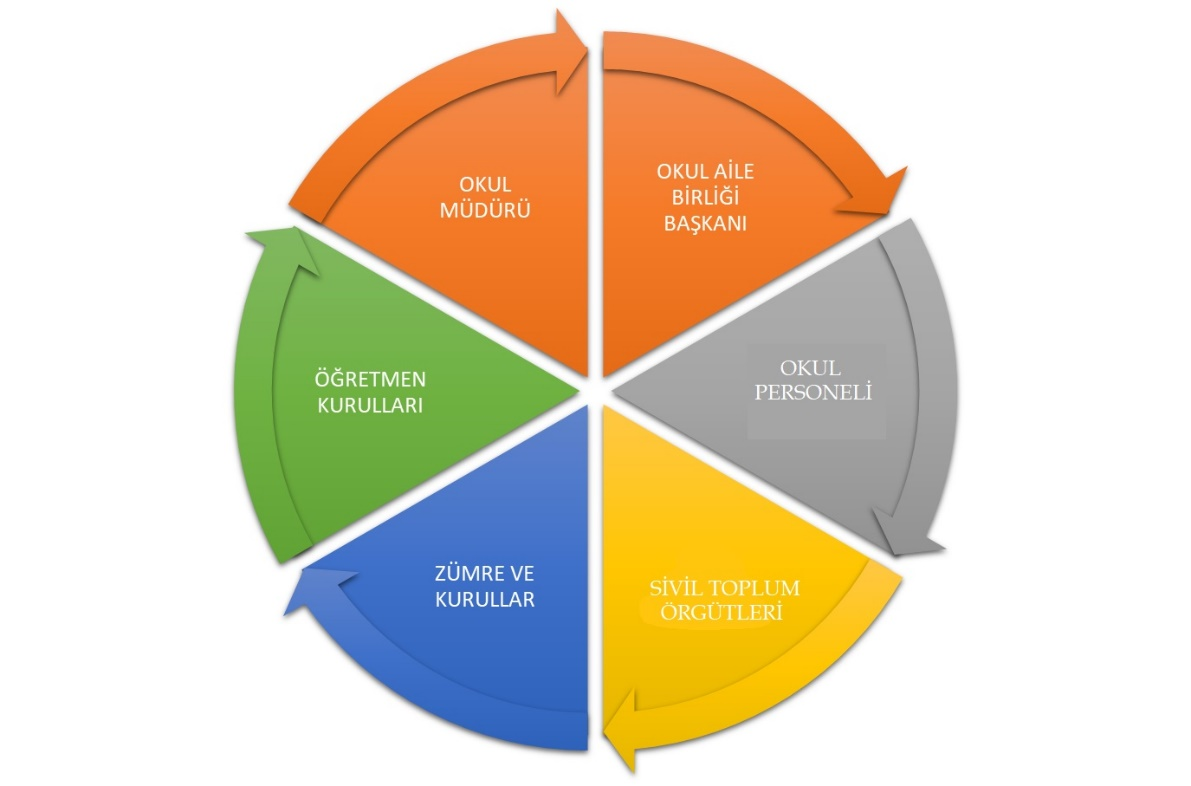 OKUL
MÜDÜRÜ
OKUL AİLE
BİRLİĞİ
BAŞKANI
OKUL
PERSONELİ
SİVİL TOPLUM
ÖRGÜTLERİ
ZÜMRE VE
KURULLAR
ÖĞRETMEN
KURULLARI